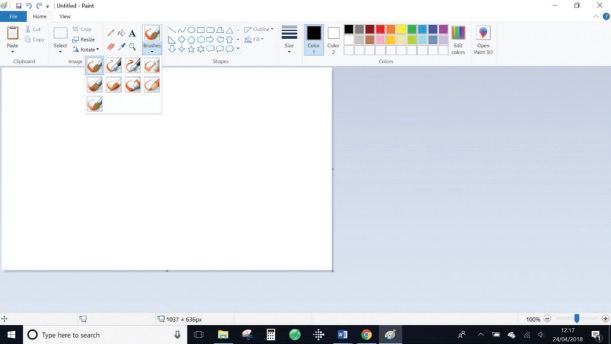 Untitled - Paint
File Home View
Paste
Cut
Copy
Clipboard
Select
Crop
Resize
Rotate
Image
A
Brushes
Outline
Fill
Shapes
Size
Color
1
Color
2
Colors
Edit
colors
Open
Paint 3D
1037 × 636px
100%
Type here to search
12:17
24/04/2018